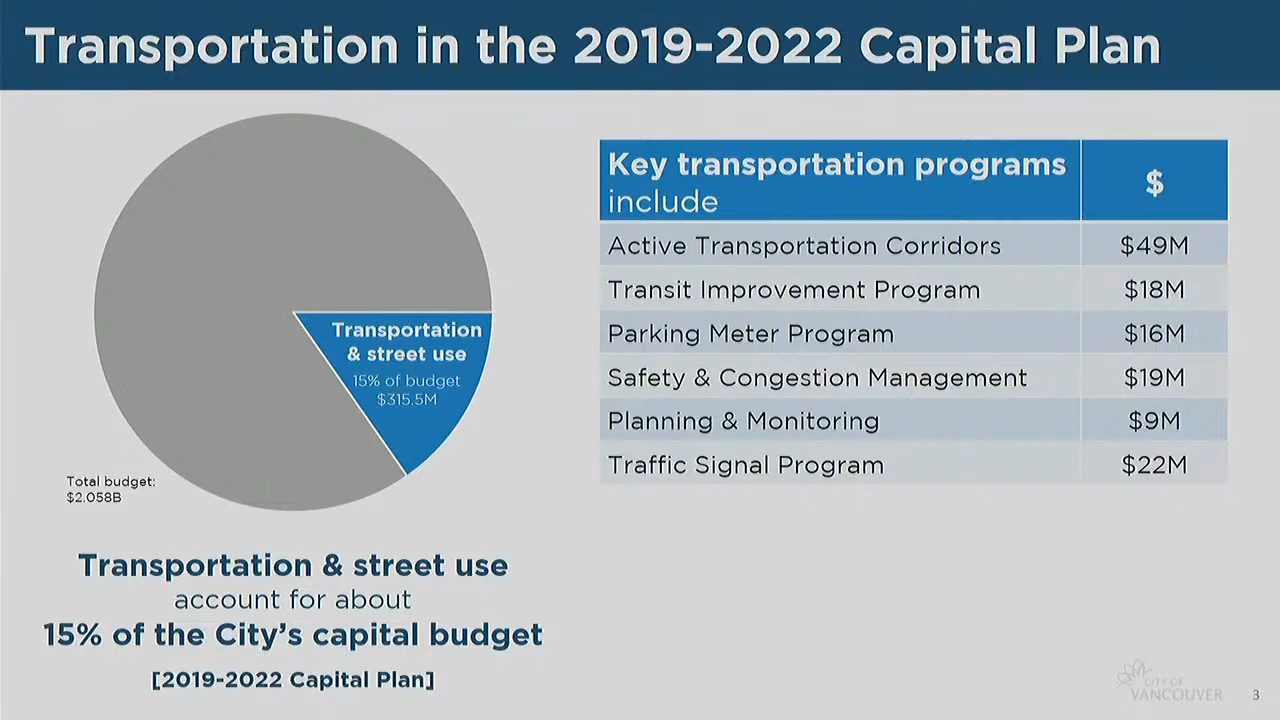 Transportation in the 2019-2022 Capital Plan
Transportation
& street use
15% of budget
$315.5M
Total budget:
$2.058B
Transportation & street use
account for about
15% of the City’s capital budget
[2019-2022 Capital Plan]
Key transportation programs
include
$
Active Transportation Corridors $49M
Transit Improvement Program $18M
Parking Meter Program $16M
Safety & Congestion Management $19M
Planning & Monitoring $9M
Traffic Signal Program $22M
CITY OF
VANCOUVER
3